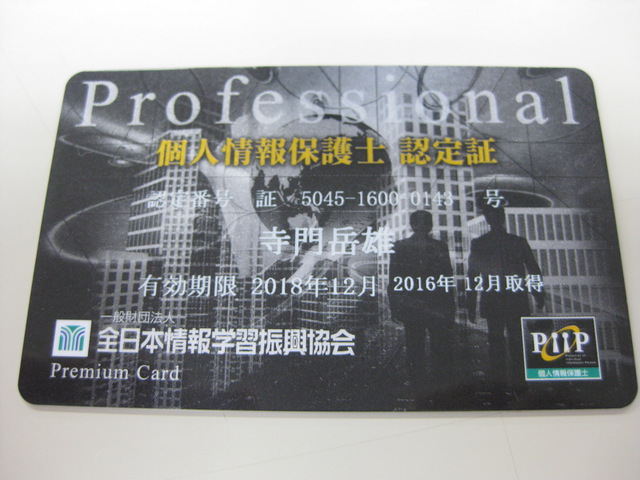 Professional
個人情報保護士 認定証
認定番号 証 5045-1600-0143 号
寺門岳雄
有効期限 2018年12月 2016年 12月取得
一般財団法人
全日本情報学習振興協会
Premium Card
PIIP
個人情報保護士